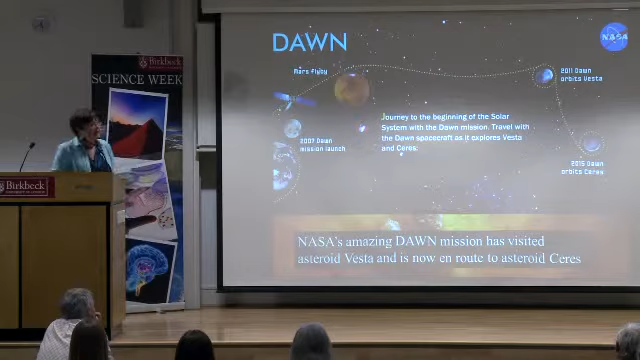 DAWN
NASA
Mars flyby
2011 Dawn
orbits Vesta
Birkbeck
SCIENCE WEEK
Journey to the beginning of the Solar
System with the Dawn mission. Travel with
the Dawn spacecraft as it explores Vesta
and Ceres.
2007 Dawn
mission launch
2015 Dawn
orbits Ceres
Birkbeck
NASA's amazing DAWN mission has visited
asteroid Vesta and is now en route to asteroid Ceres